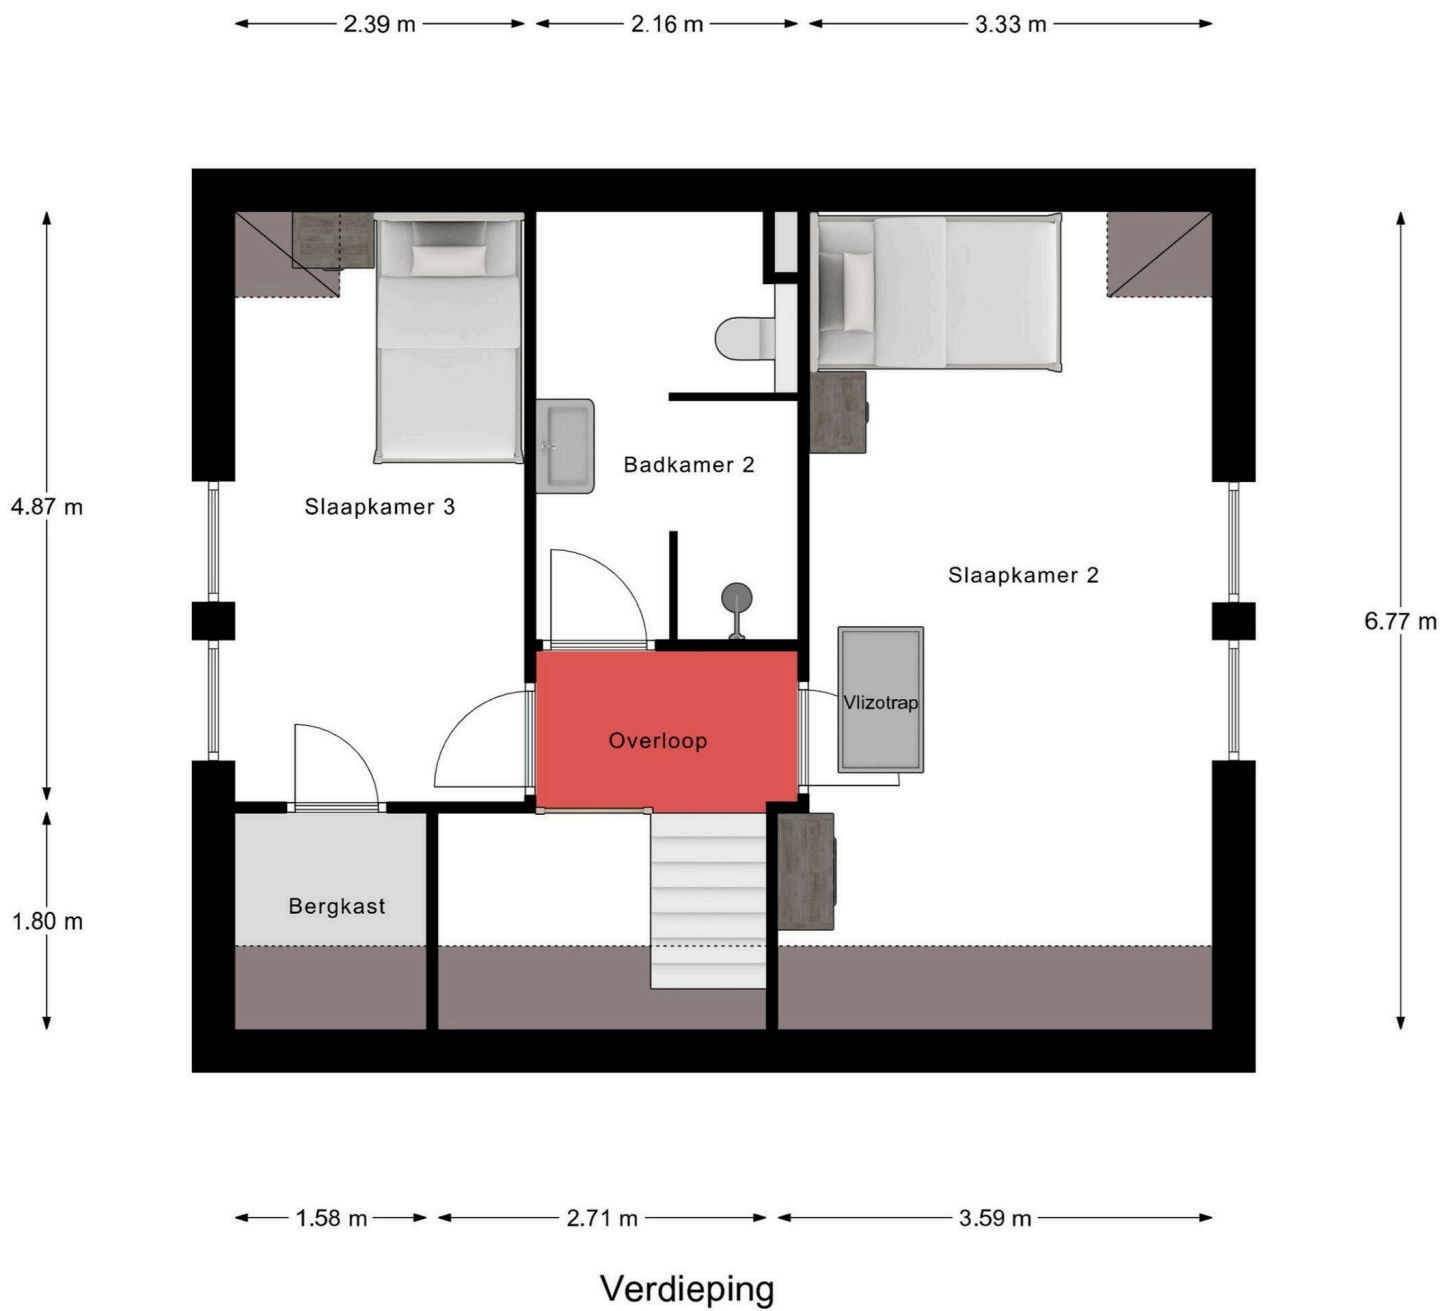 2.39 m
2.16 m
3.33 m
4.87 m
Slaapkamer 3
Badkamer 2
Slaapkamer 2
6.77 m
Vlizotrap
Overloop
Bergkast
1.80 m
1.58 m
2.71 m
3.59 m
Verdieping